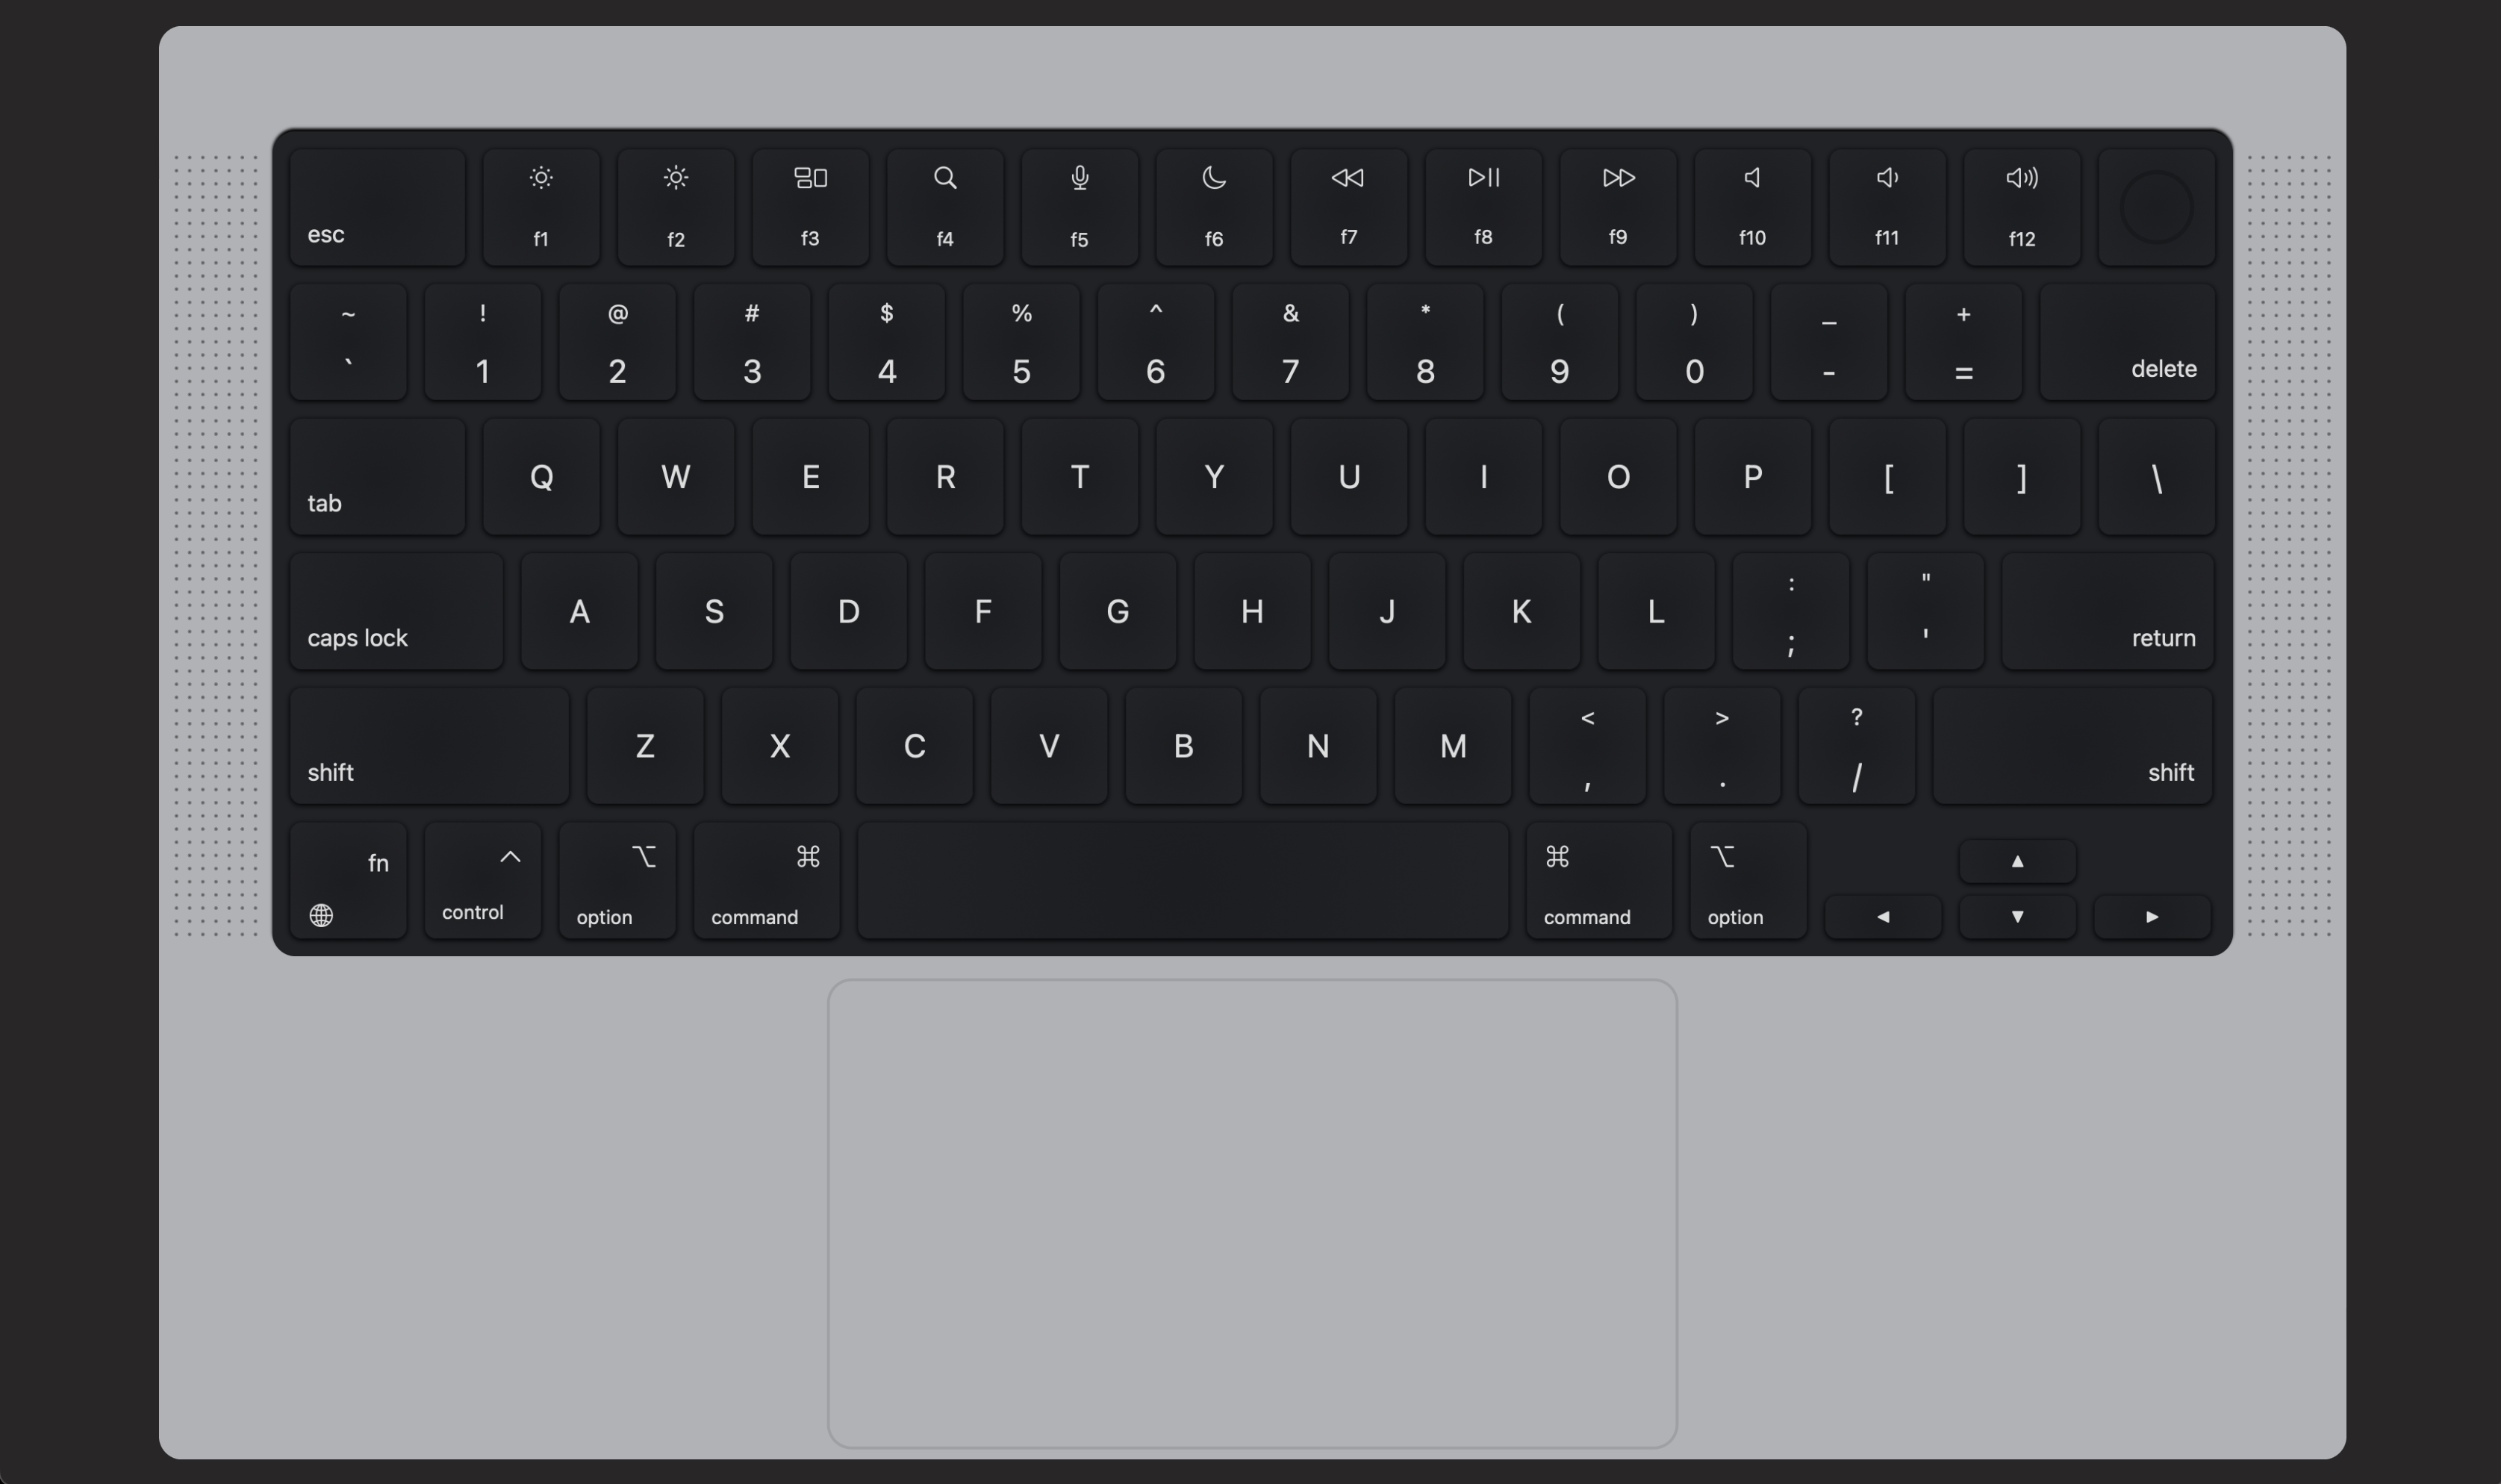 esc f1 f2 f3 f4 f5 f6 f7 f8 f9 f10 f11 f12
~ ! @ # $ % ^ & * ( ) _ +
` 1 2 3 4 5 6 7 8 9 0 - = delete
tab Q W E R T Y U I O P [ ] \
caps lock A S D F G H J K L : ; " ' return
shift Z X C V B N M < , > . ? / shift
fn control ⌥ option ⌘ command ⌘ command ⌥ option ▲ ◀ ▼ ▶